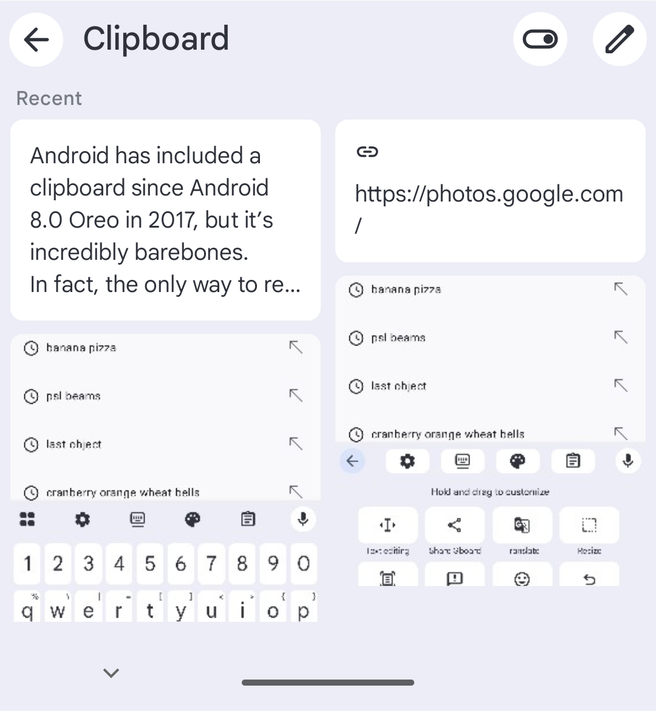 Clipboard
Recent
Android has included a
clipboard since Android
8.0 Oreo in 2017, but it’s
incredibly barebones.
In fact, the only way to re...
https://photos.google.com
/
banana pizza
psl beams
last object
cranberry orange wheat bells
1 2 3 4 5 6 7 8 9 0
% \ | = [ ] < > { }
q w e r t y u i o p
banana pizza
psl beams
last object
cranberry orange wheat bells
Hold and drag to customize
Text editing Share Gboard Translate Resize